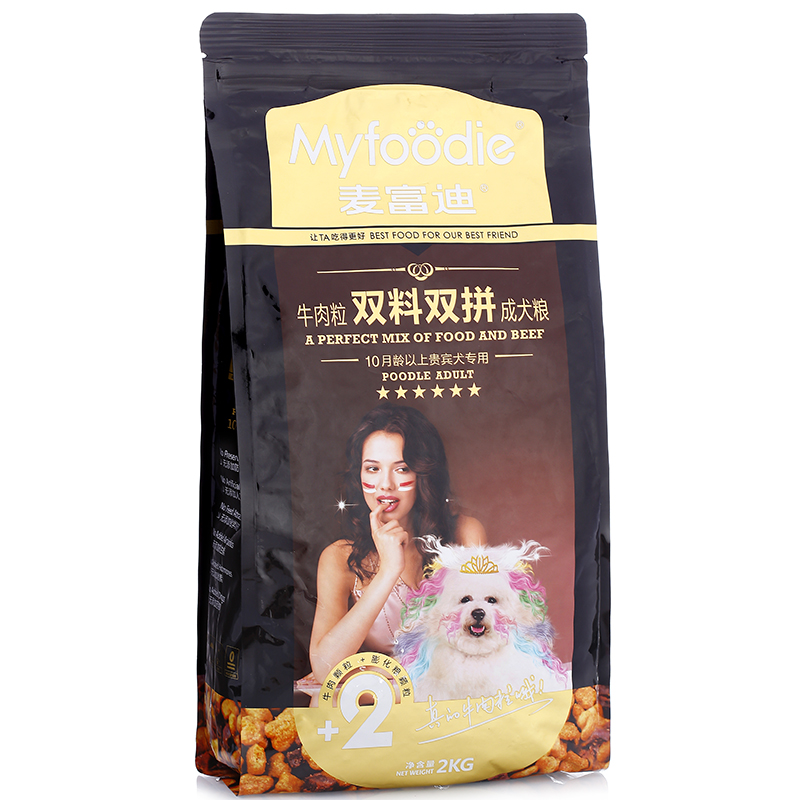 Myfoodie®
麦富迪®
让TA吃得更好 BEST FOOD FOR OUR BEST FRIEND
牛肉粒 双料双拼 成犬粮
A PERFECT MIX OF FOOD AND BEEF
10月龄以上贵宾犬专用
POODLE ADULT
牛肉颗粒 + 膨化粮颗粒
+2
净含量
NET WEIGHT 2KG